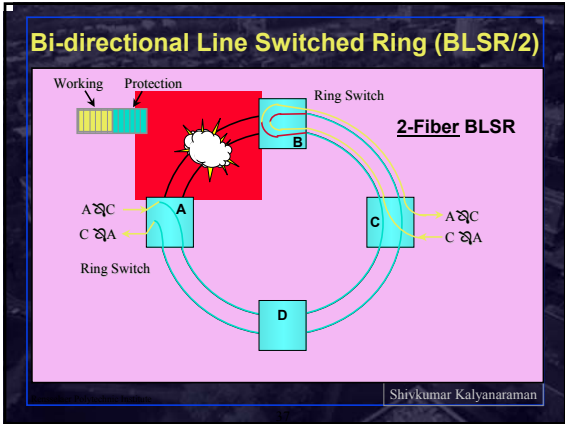 Bi-directional Line Switched Ring (BLSR/2)
Working Protection
Ring Switch
2-Fiber BLSR
B
A
A→C
C→A
C
A→C
C→A
Ring Switch
D
Shivkumar Kalyanaraman